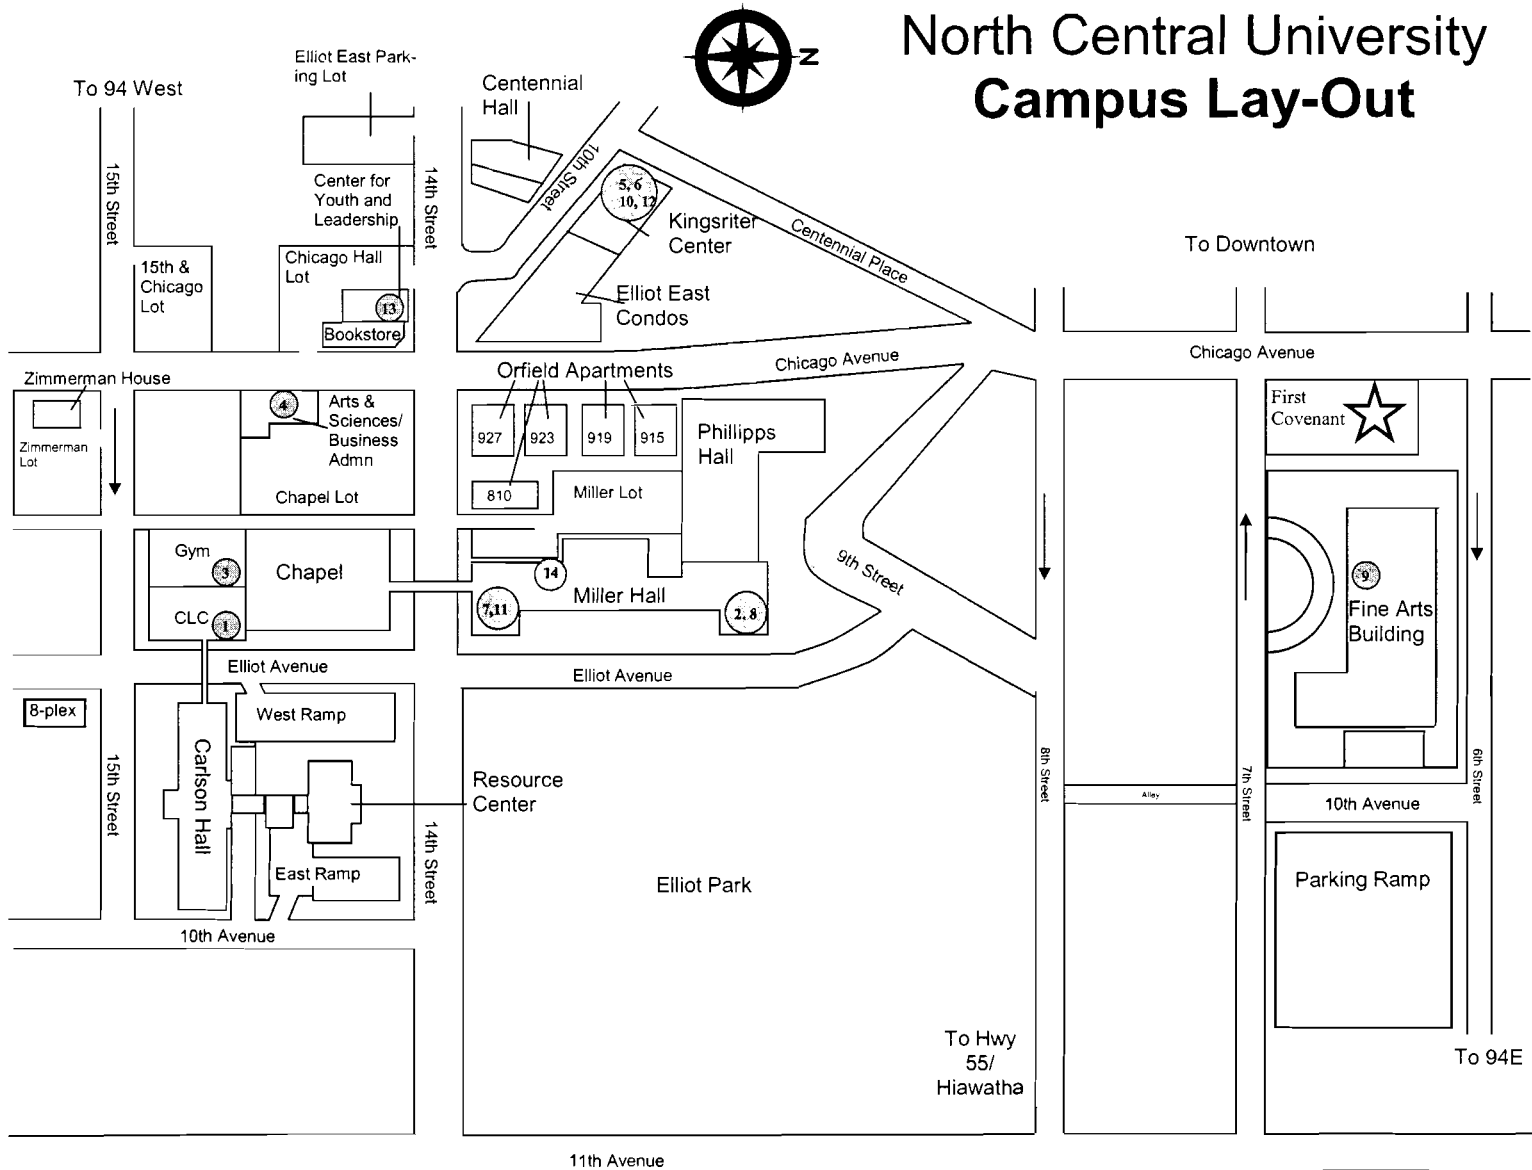 North Central University
Campus Lay-Out
N
Elliot East Park-
ing Lot
To 94 West
Centennial
Hall
15th Street
14th Street
10th Street
Center for
Youth and
Leadership
5, 6
10, 12
Kingsriter
Center
Centennial Place
To Downtown
15th &
Chicago
Lot
Chicago Hall
Lot
13
Bookstore
Elliot East
Condos
Chicago Avenue
Chicago Avenue
Zimmerman House
Orfield Apartments
Zimmerman
Lot
4
Arts &
Sciences/
Business
Admn
927
923
919
915
Phillipps
Hall
First
Covenant
Chapel Lot
810
Miller Lot
Gym
3
Chapel
14
Miller Hall
9th Street
CLC
1
7,11
2, 8
9
Fine Arts
Building
Elliot Avenue
Elliot Avenue
8-plex
West Ramp
Carlson Hall
15th Street
Resource
Center
14th Street
8th Street
Alley
7th Street
6th Street
10th Avenue
East Ramp
Elliot Park
Parking Ramp
10th Avenue
To Hwy
55/
Hiawatha
To 94E
11th Avenue